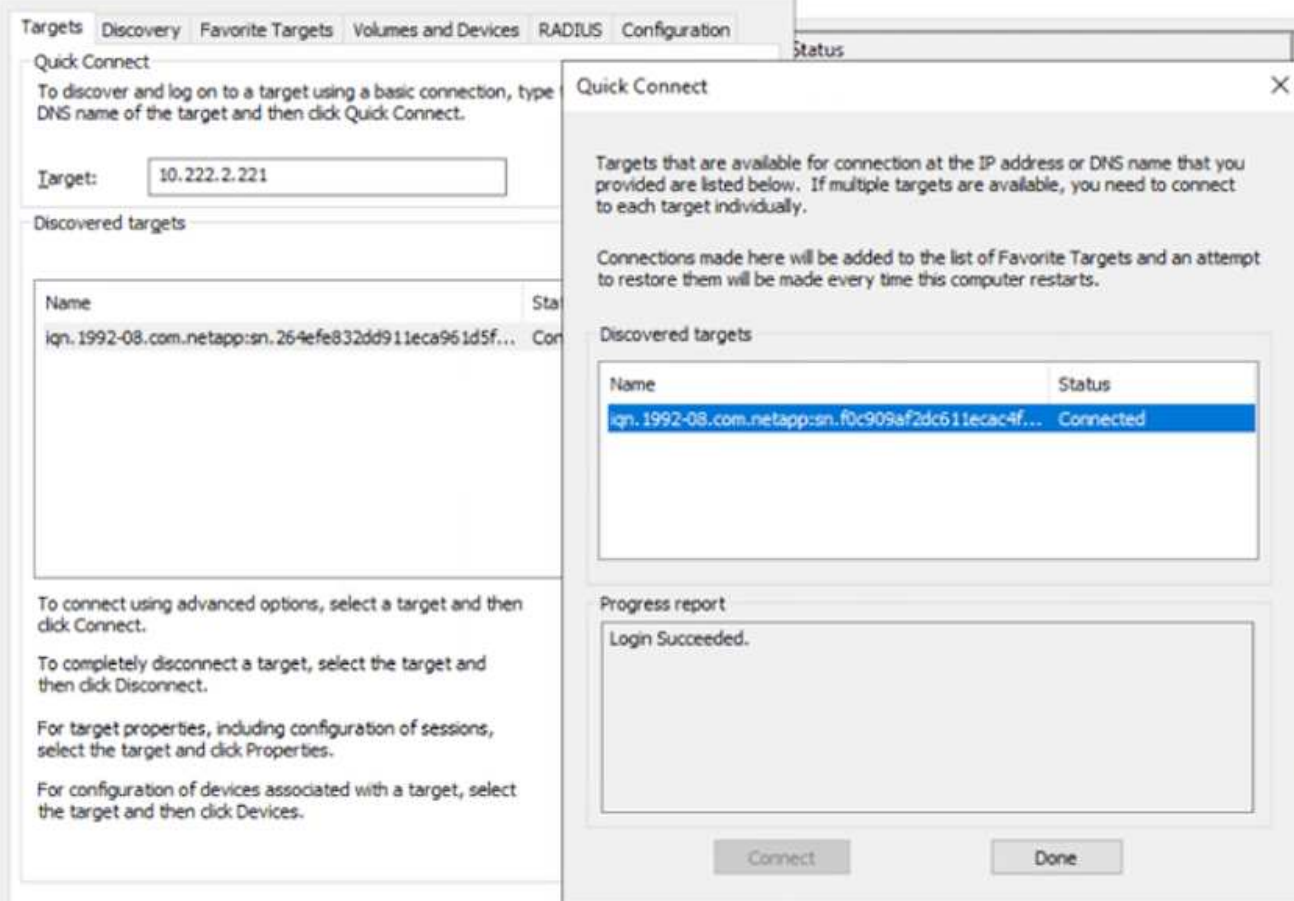 Targets Discovery Favorite Targets Volumes and Devices RADIUS Configuration
Quick Connect
To discover and log on to a target using a basic connection, type
DNS name of the target and then click Quick Connect.
Target: 10.222.2.221
Discovered targets
Name
iqn.1992-08.com.netapp:sn.264efe832dd911eca961d5f...
To connect using advanced options, select a target and then
click Connect.
To completely disconnect a target, select the target and
then click Disconnect.
For target properties, including configuration of sessions,
select the target and click Properties.
For configuration of devices associated with a target, select
the target and then click Devices.
Status
Quick Connect
Targets that are available for connection at the IP address or DNS name that you
provided are listed below. If multiple targets are available, you need to connect
to each target individually.
Connections made here will be added to the list of Favorite Targets and an attempt
to restore them will be made every time this computer restarts.
Discovered targets
Name Status
iqn.1992-08.com.netapp:sn.f0c909af2dc611ecac4f... Connected
Progress report
Login Succeeded.
Connect Done